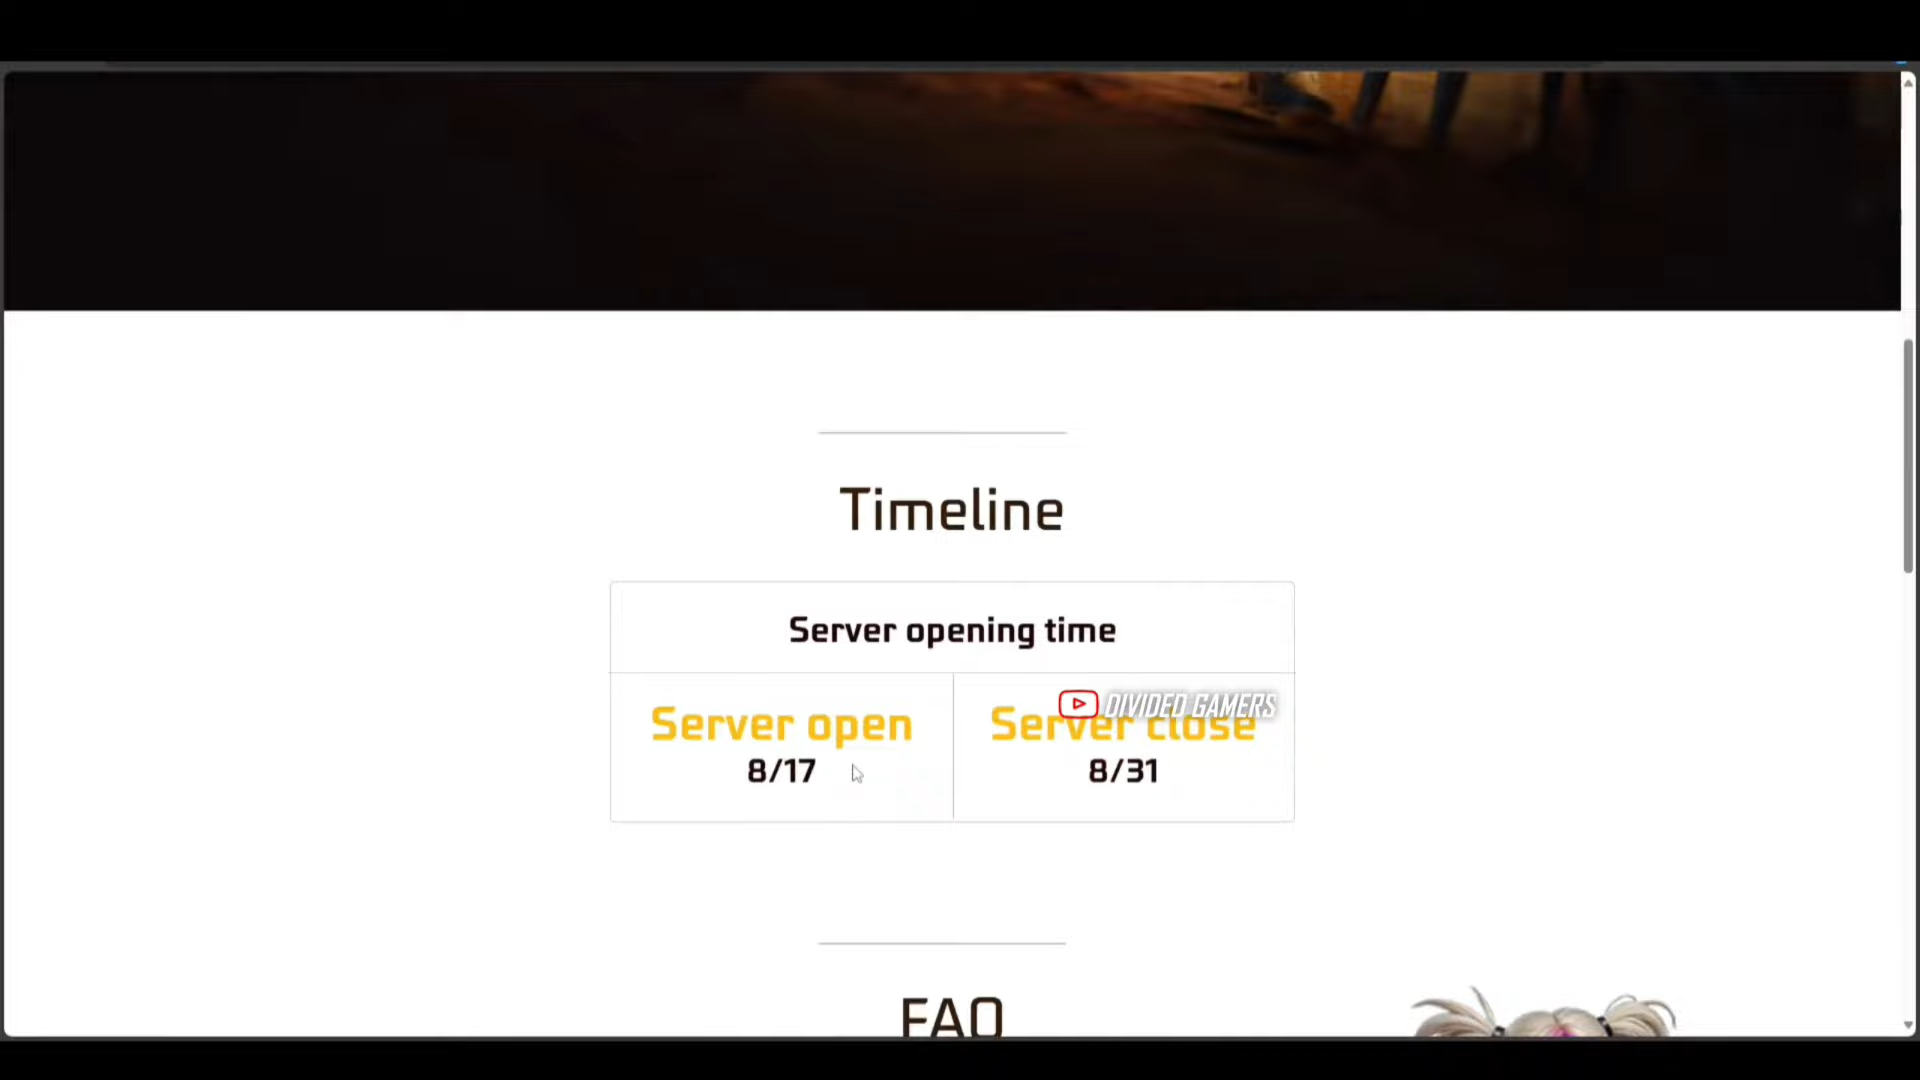 Timeline
Server opening time
Server open
Server close
DIVIDED GAMERS
8/17
8/31
FAQ